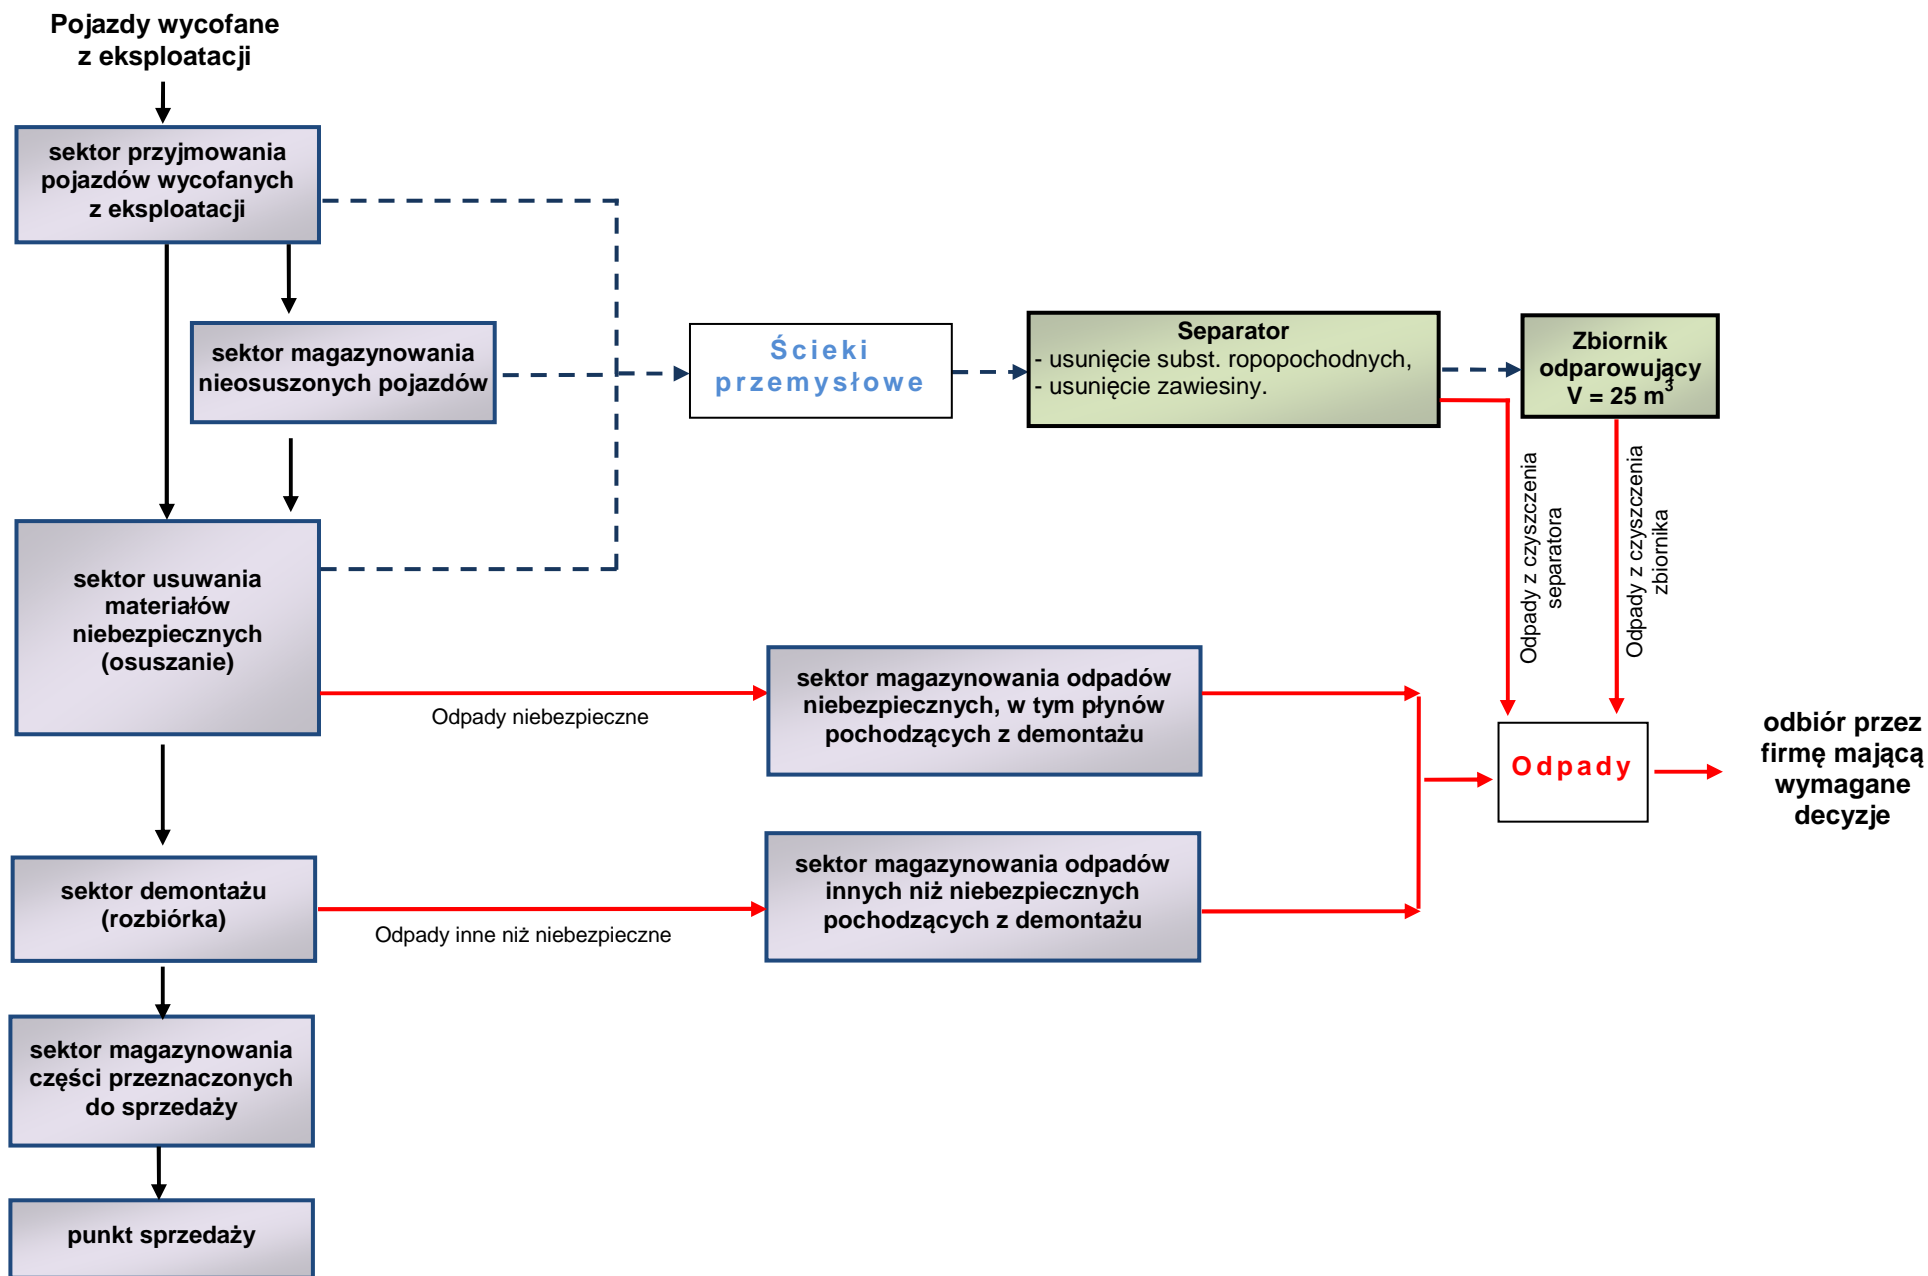 Pojazdy wycofane
z eksploatacji
sektor przyjmowania
pojazdów wycofanych
z eksploatacji
sektor magazynowania
nieosuszonych pojazdów
Ścieki
przemysłowe
Separator
- usunięcie subst. ropopochodnych,
- usunięcie zawiesiny.
Zbiornik
odparowujący
V = 25 m³
Odpady z czyszczenia
separatora
Odpady z czyszczenia
zbiornika
sektor usuwania
materiałów
niebezpiecznych
(osuszanie)
Odpady niebezpieczne
sektor magazynowania odpadów
niebezpiecznych, w tym płynów
pochodzących z demontażu
Odpady
odbiór przez
firmę mającą
wymagane
decyzje
sektor demontażu
(rozbiórka)
Odpady inne niż niebezpieczne
sektor magazynowania odpadów
innych niż niebezpiecznych
pochodzących z demontażu
sektor magazynowania
części przeznaczonych
do sprzedaży
punkt sprzedaży